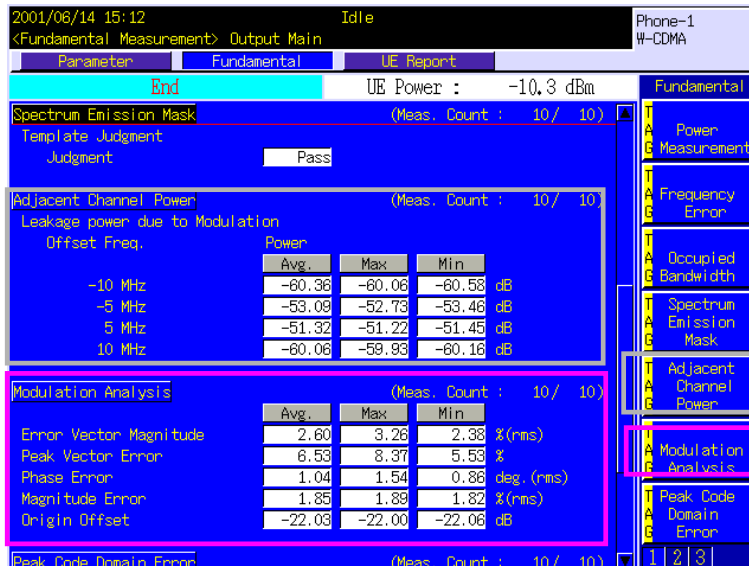 2001/06/14 15:12 Idle
<Fundamental Measurement> Output Main
Phone-1
W-CDMA
Parameter Fundamental UE Report
End UE Power : -10.3 dBm
Fundamental
Spectrum Emission Mask (Meas. Count : 10/ 10)
Template Judgment
Judgment Pass
Adjacent Channel Power (Meas. Count : 10/ 10)
Leakage power due to Modulation
Offset Freq. Power
Avg. Max Min
-10 MHz -60.36 -60.06 -60.58 dB
-5 MHz -53.09 -52.73 -53.46 dB
5 MHz -51.32 -51.22 -51.45 dB
10 MHz -60.06 -59.93 -60.16 dB
Modulation Analysis (Meas. Count : 10/ 10)
Avg. Max Min
Error Vector Magnitude 2.60 3.26 2.38 %(rms)
Peak Vector Error 6.53 8.37 5.53 %
Phase Error 1.04 1.54 0.86 deg.(rms)
Magnitude Error 1.85 1.89 1.82 %(rms)
Origin Offset -22.03 -22.00 -22.06 dB
Peak Code Domain Error (Meas. Count : 10/ 10)
TAG
Power
Measurement
TAG
Frequency
Error
TAG
Occupied
Bandwidth
TAG
Spectrum
Emission
Mask
TAG
Adjacent
Channel
Power
TAG
Modulation
Analysis
TAG
Peak Code
Domain
Error
1 2 3